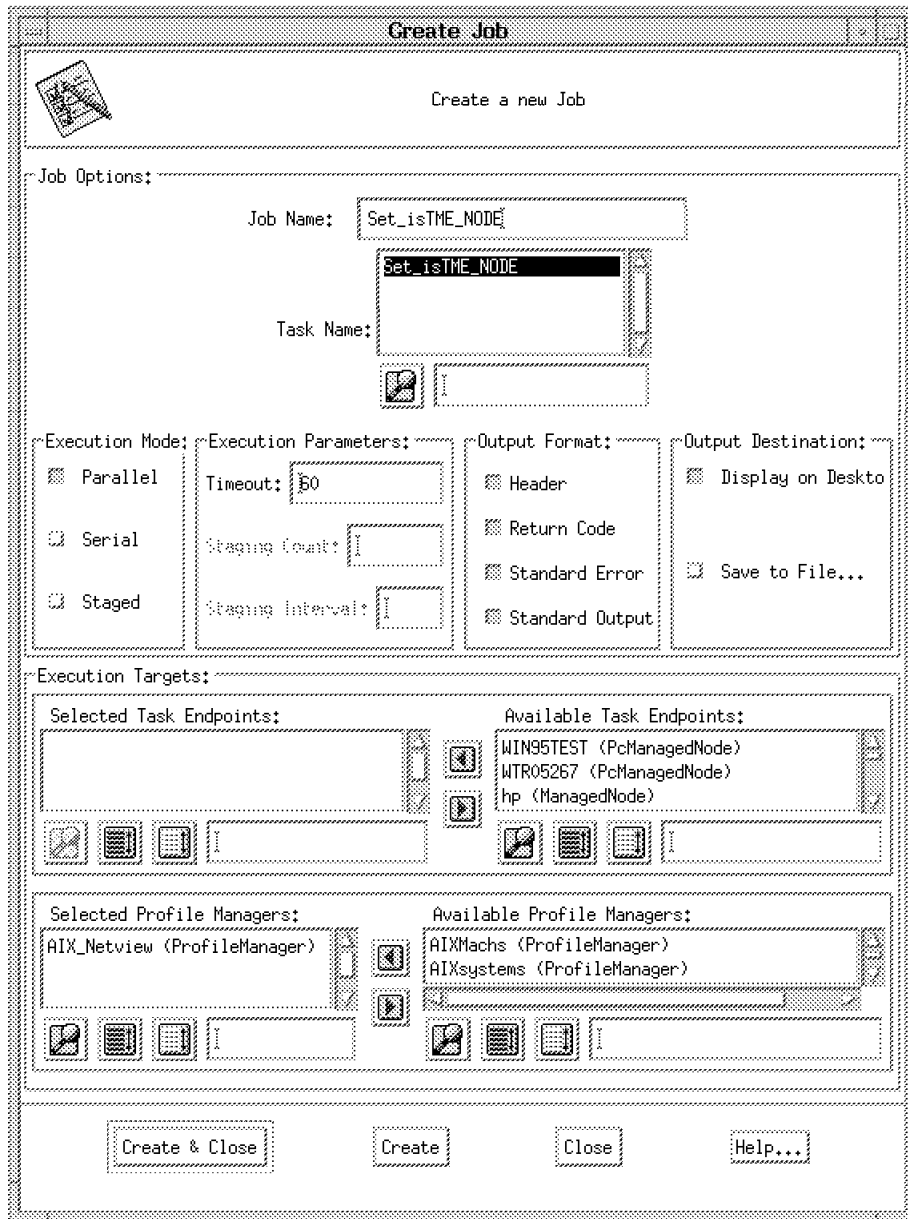 Create Job
Create a new Job
Job Options:
Job Name: Set_isTME_NODE
Set_isTME_NODE
Task Name:
Execution Mode:
Parallel
Serial
Staged
Execution Parameters:
Timeout: 60
Staging Count:
Staging Interval:
Output Format:
Header
Return Code
Standard Error
Standard Output
Output Destination:
Display on Deskto
Save to File...
Execution Targets:
Selected Task Endpoints:
Available Task Endpoints:
WIN95TEST (PcManagedNode)
WTR05267 (PcManagedNode)
hp (ManagedNode)
Selected Profile Managers:
AIX_Netview (ProfileManager)
Available Profile Managers:
AIXMachs (ProfileManager)
AIXsystems (ProfileManager)
Create & Close
Create
Close
Help...